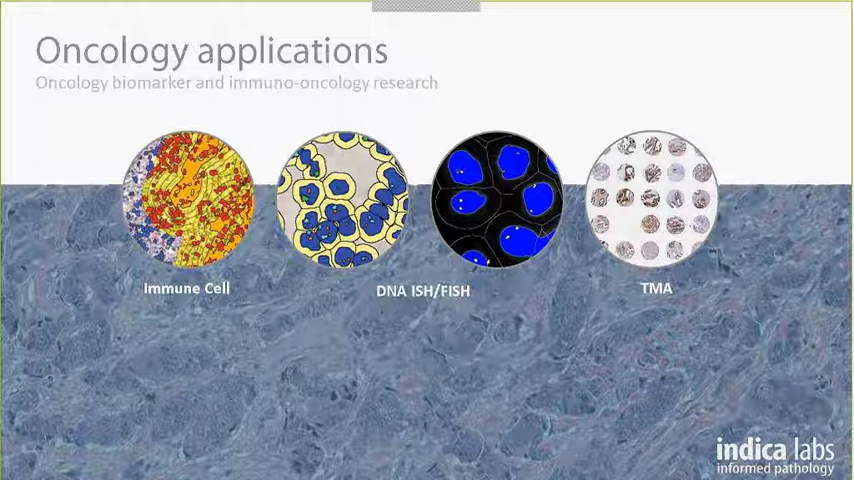 Oncology applications
Oncology biomarker and immuno-oncology research
Immune Cell
DNA ISH/FISH
TMA
indica labs
informed pathology